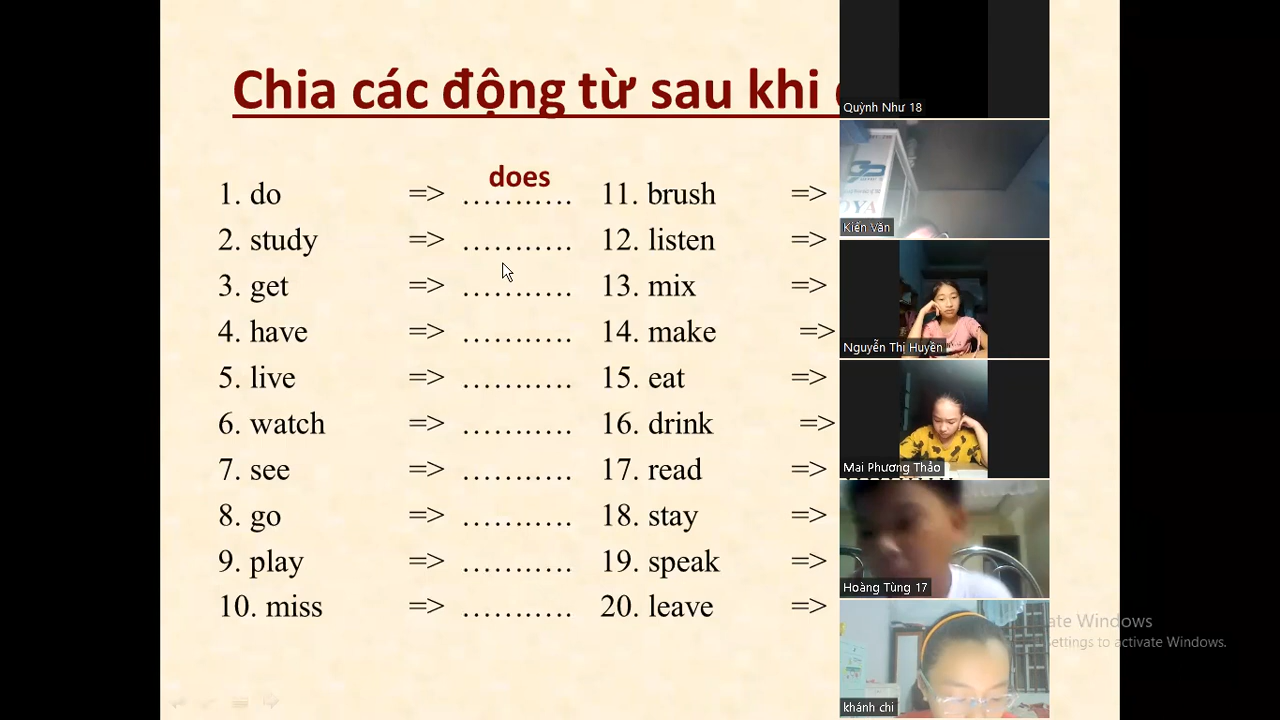 Chia các động từ sau khi
does
1. do => ........... 11. brush =>
2. study => ........... 12. listen =>
3. get => ........... 13. mix =>
4. have => ........... 14. make =>
5. live => ........... 15. eat =>
6. watch => ........... 16. drink =>
7. see => ........... 17. read =>
8. go => ........... 18. stay =>
9. play => ........... 19. speak =>
10. miss => ........... 20. leave =>
Quỳnh Như 18
Kiến Văn
Nguyễn Thị Huyền
Mai Phương Thảo
Hoàng Tùng 17
khánh chi
ate Windows
ettings to activate Windows.